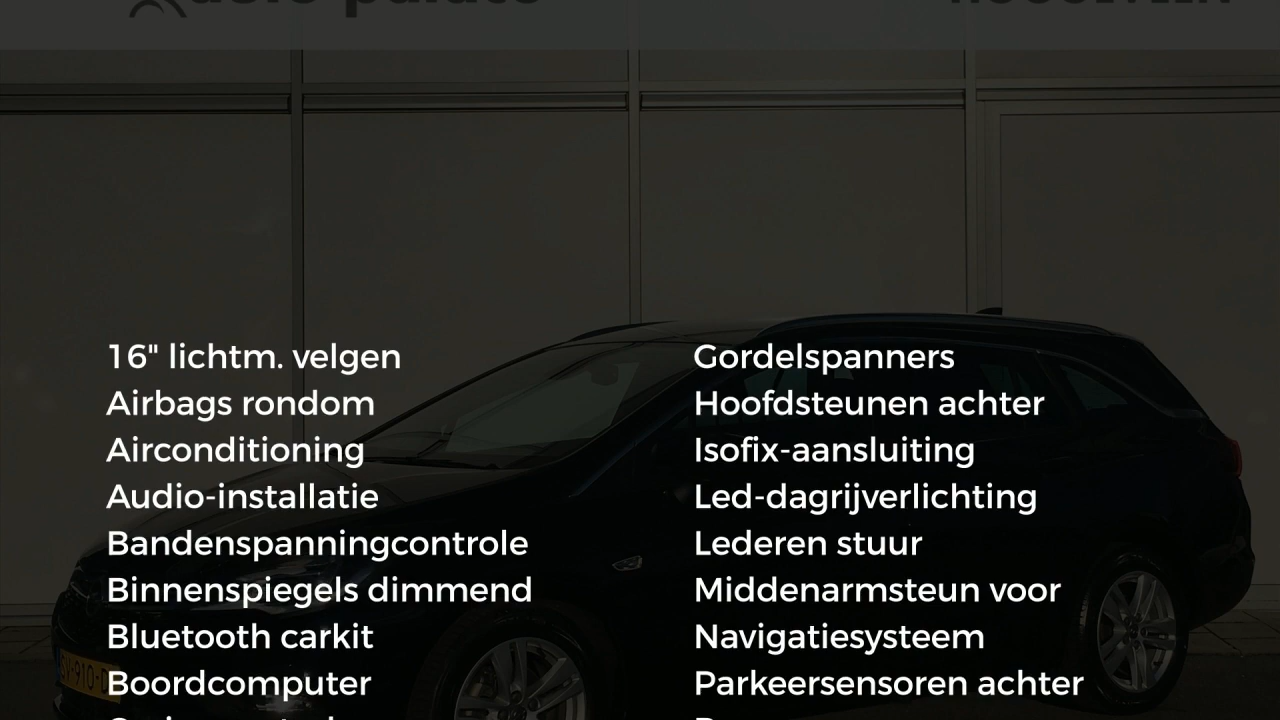 16" lichtm. velgen
Airbags rondom
Airconditioning
Audio-installatie
Bandenspanningcontrole
Binnenspiegels dimmend
Bluetooth carkit
Boordcomputer
Gordelspanners
Hoofdsteunen achter
Isofix-aansluiting
Led-dagrijverlichting
Lederen stuur
Middenarmsteun voor
Navigatiesysteem
Parkeersensoren achter